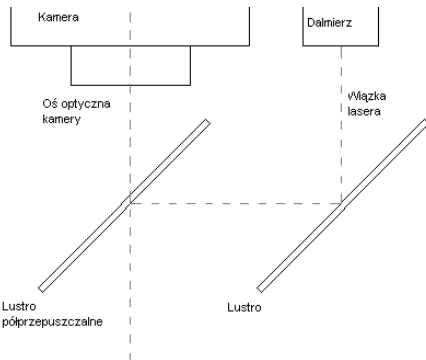 Kamera
Dalmierz
Oś optyczna
kamery
Wiązka
lasera
Lustro
półprzepuszczalne
Lustro